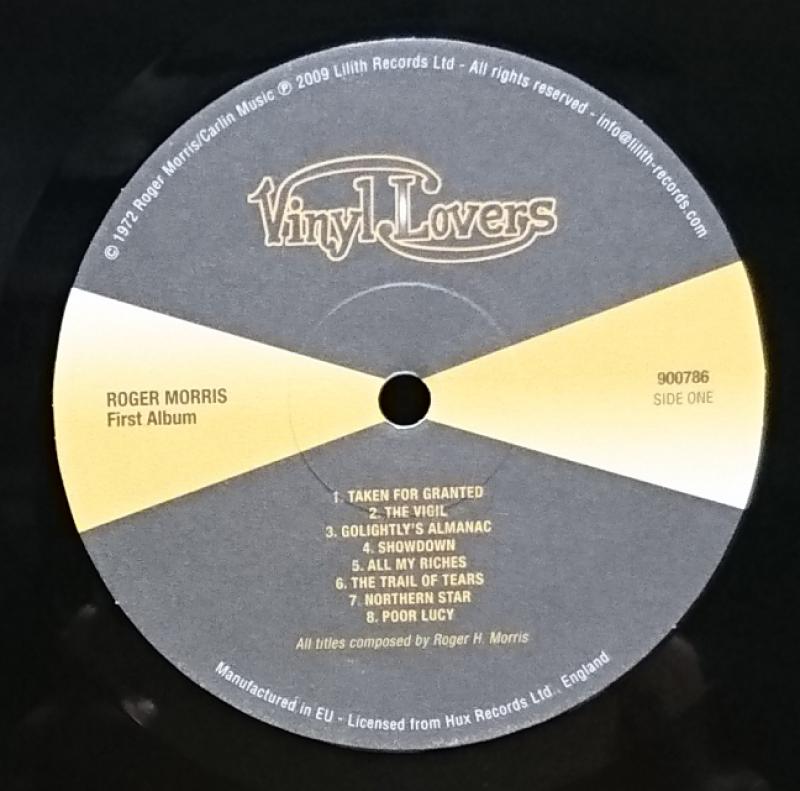 © 1972 Roger Morris/Carlin Music ℗ 2009 Lilith Records Ltd - All rights reserved - info@lilith-records.com
Vinyl Lovers
ROGER MORRIS
First Album
900786
SIDE ONE
1. TAKEN FOR GRANTED
2. THE VIGIL
3. GOLIGHTLY'S ALMANAC
4. SHOWDOWN
5. ALL MY RICHES
6. THE TRAIL OF TEARS
7. NORTHERN STAR
8. POOR LUCY
All titles composed by Roger H. Morris
Manufactured in EU - Licensed from Hux Records Ltd., England